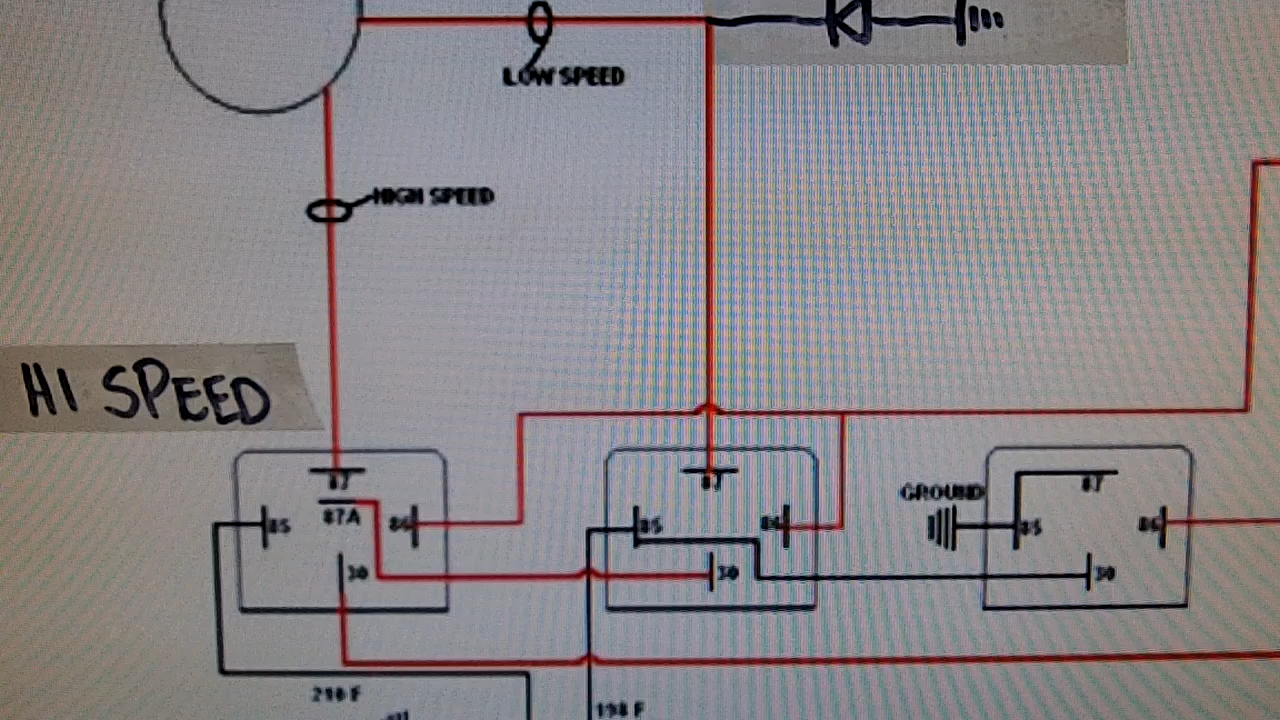 LOW SPEED
HIGH SPEED
HI SPEED
87
87A
85
86
30
87
85
86
30
GROUND
87
85
86
30
210 F
198 F